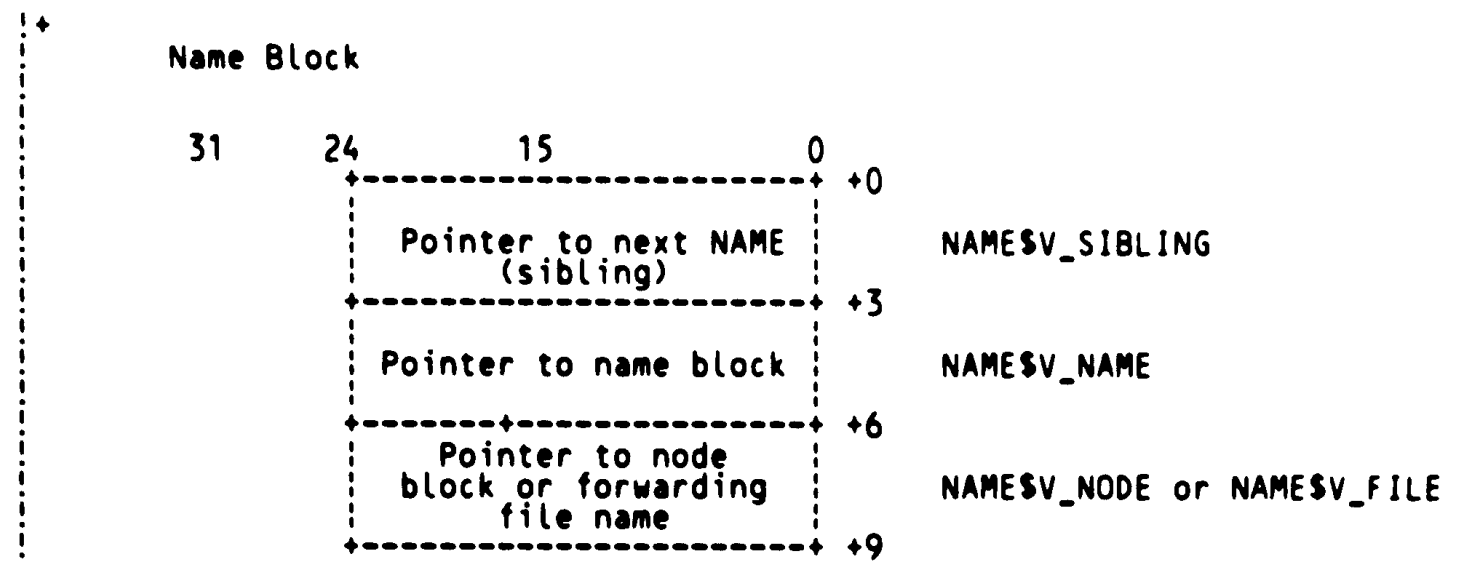 !+
Name Block
31 24 15 0
+-----------------------+ +0
Pointer to next NAME NAME$V_SIBLING
(sibling)
+-----------------------+ +3
Pointer to name block NAME$V_NAME
+-------+---------------+ +6
Pointer to node
block or forwarding NAME$V_NODE or NAME$V_FILE
file name
+-----------------------+ +9